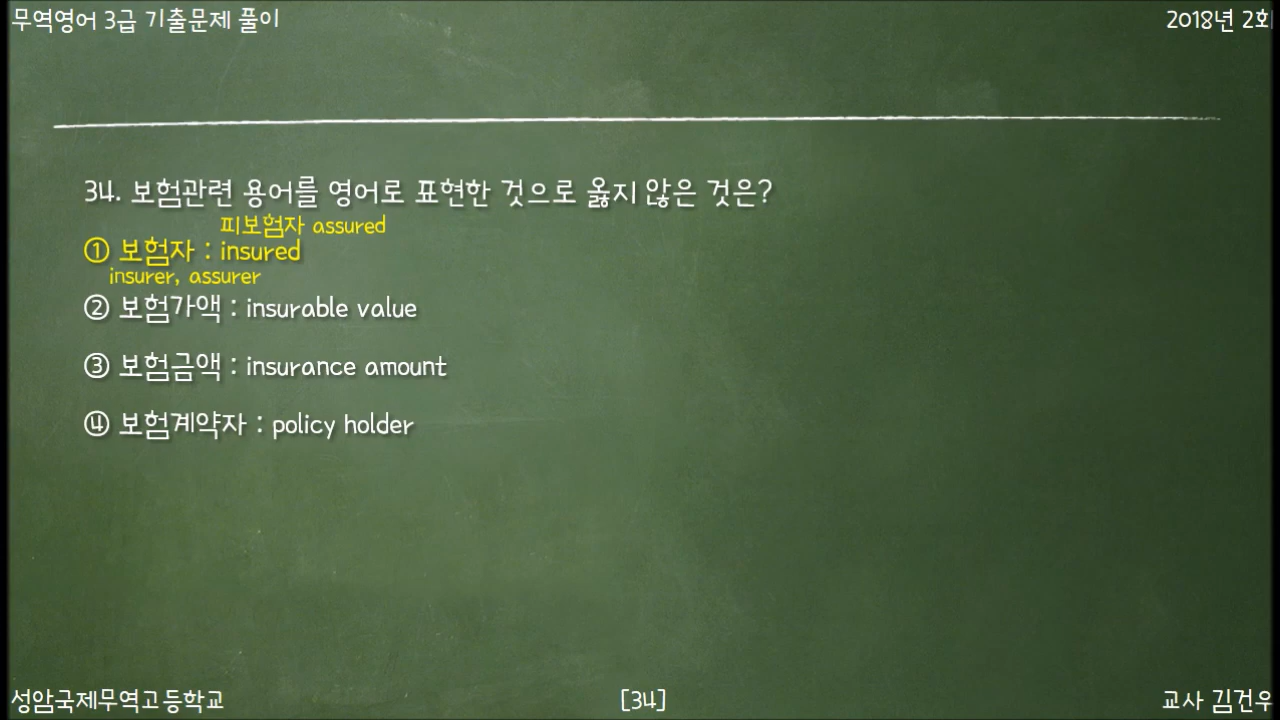 무역영어 3급 기출문제 풀이
2018년 2회
34. 보험관련 용어를 영어로 표현한 것으로 옳지 않은 것은?
피보험자 assured
① 보험자 : insured
insurer, assurer
② 보험가액 : insurable value
③ 보험금액 : insurance amount
④ 보험계약자 : policy holder
성암국제무역고등학교
[34]
교사 김건우